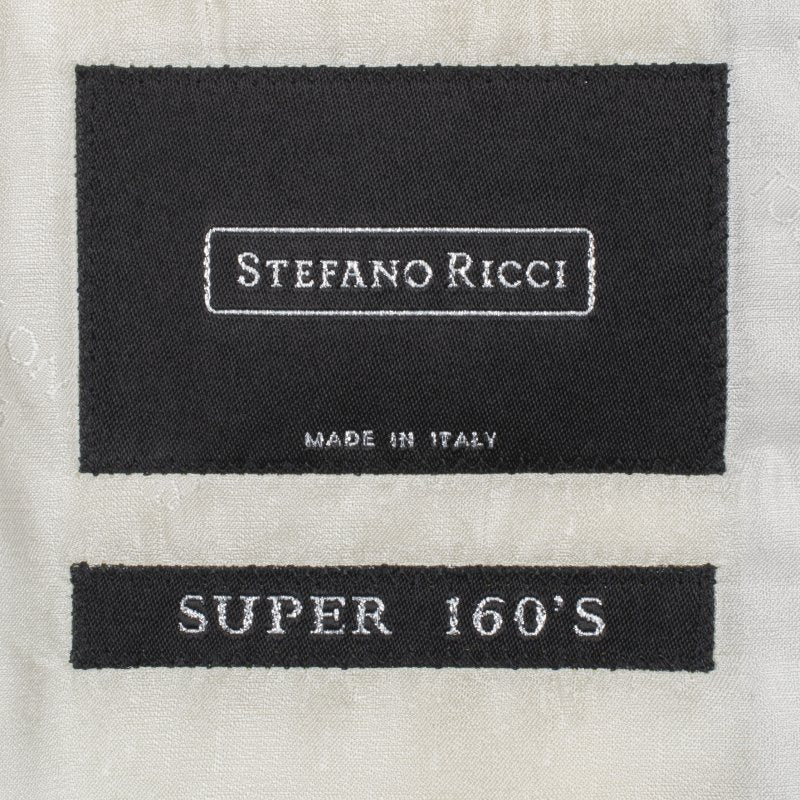 STEFANO RICCI
MADE IN ITALY
SUPER 160'S